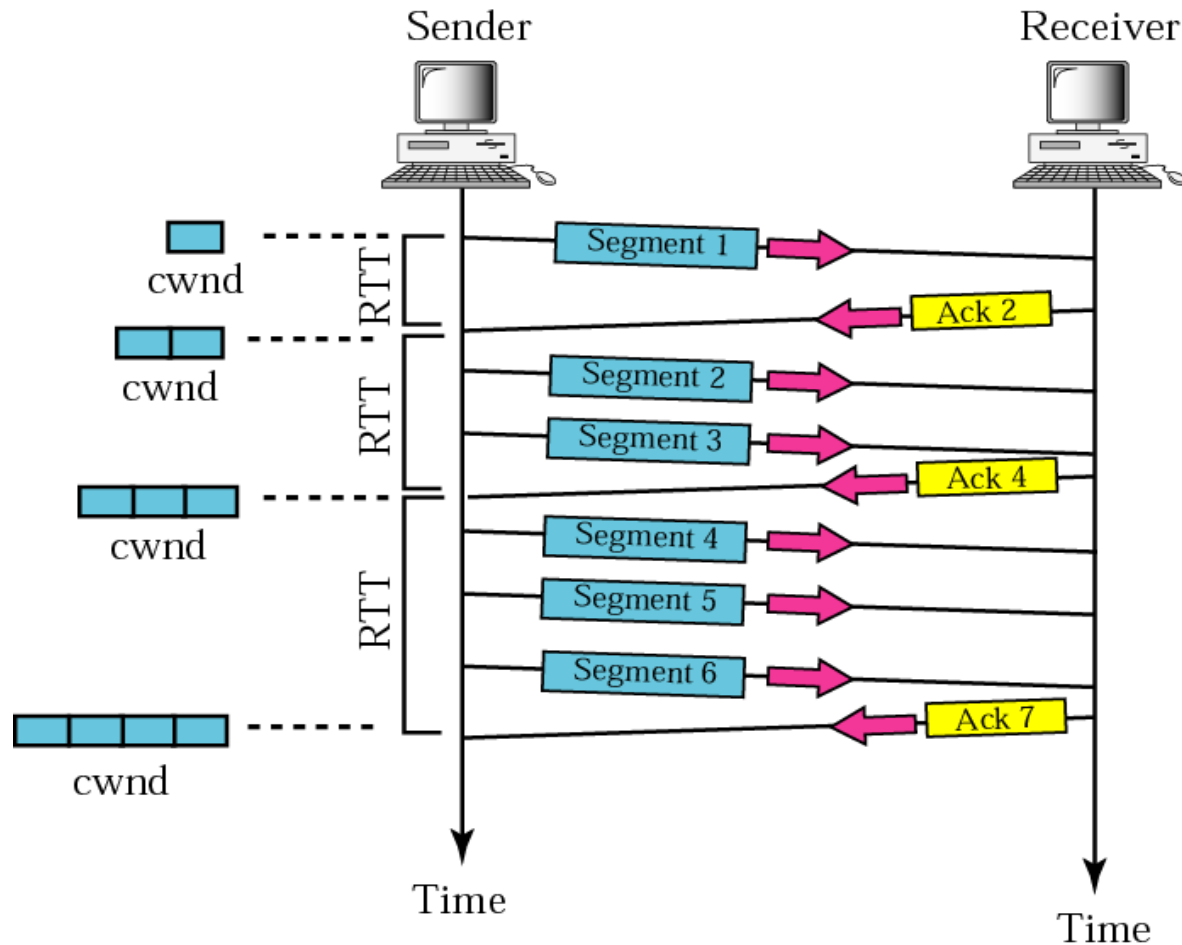 Sender
Receiver
Segment 1
cwnd
RTT
Ack 2
Segment 2
cwnd
RTT
Segment 3
Ack 4
cwnd
Segment 4
RTT
Segment 5
Segment 6
Ack 7
cwnd
Time
Time